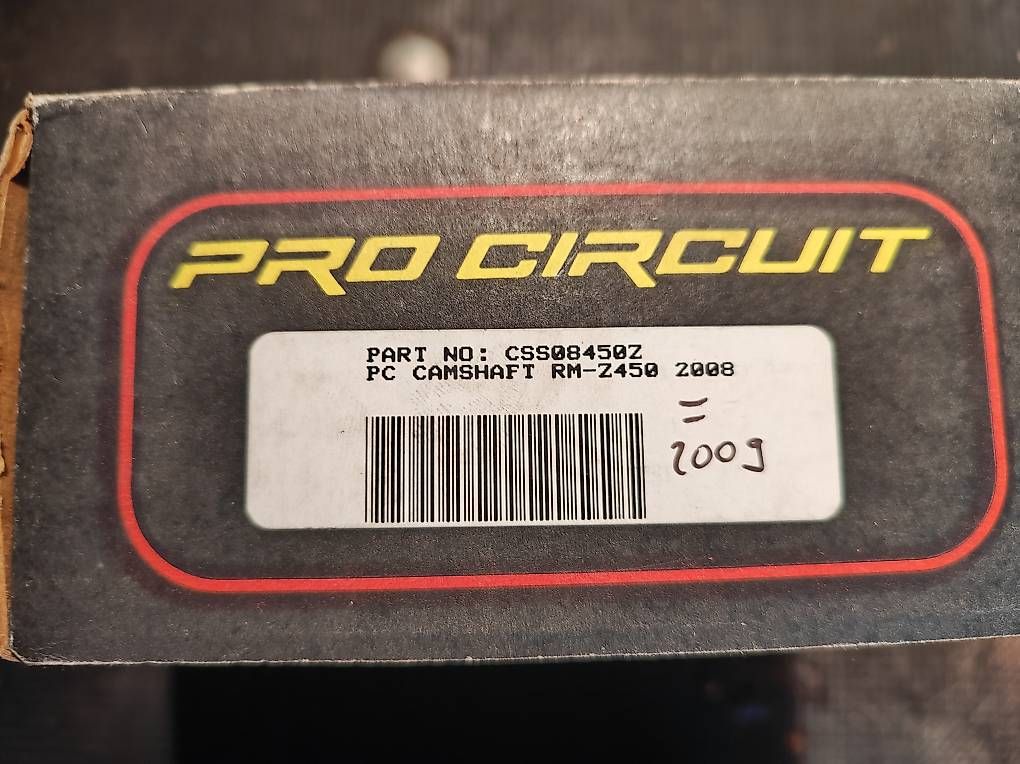 PRO CIRCUIT
PART NO: CSS08450Z
PC CAMSHAFT RM-Z450 2008
=
2009